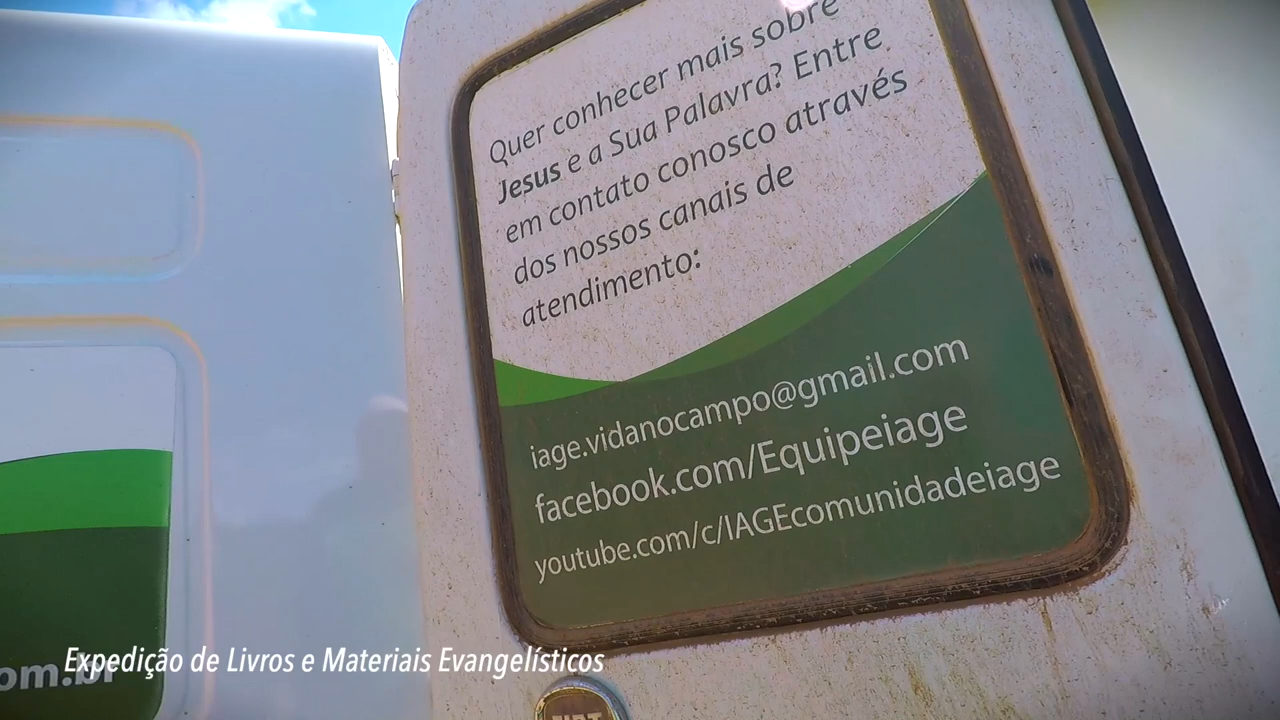 Quer conhecer mais sobre
Jesus e a Sua Palavra? Entre
em contato conosco através
dos nossos canais de
atendimento:
iage.vidanocampo@gmail.com
facebook.com/Equipeiage
youtube.com/c/IAGEcomunidadeiage
om.br
Expedição de Livros e Materiais Evangelísticos
FIAT